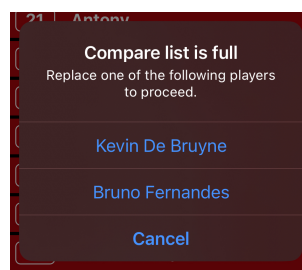 21 Antony
Compare list is full
Replace one of the following players
to proceed.
Kevin De Bruyne
Bruno Fernandes
Cancel